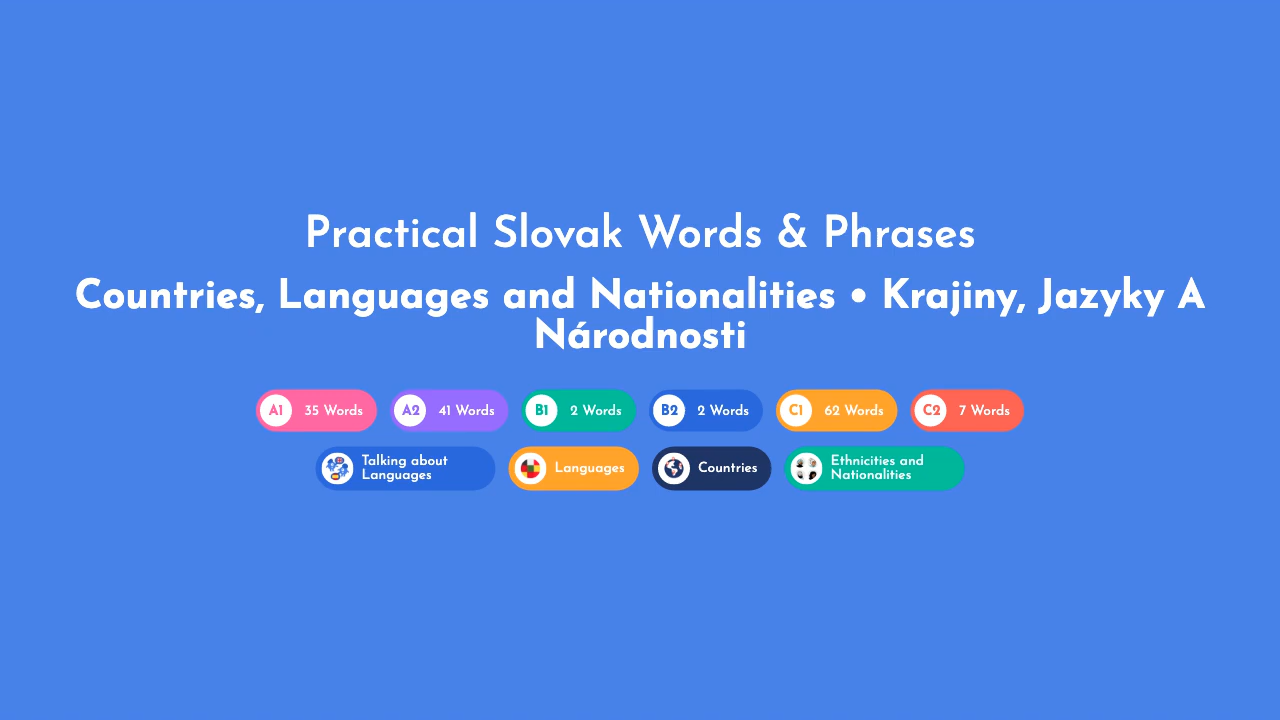 Practical Slovak Words & Phrases
Countries, Languages and Nationalities • Krajiny, Jazyky A
Národnosti
A1 35 Words A2 41 Words B1 2 Words B2 2 Words C1 62 Words C2 7 Words
Talking about
Languages
Languages
Countries
Ethnicities and
Nationalities